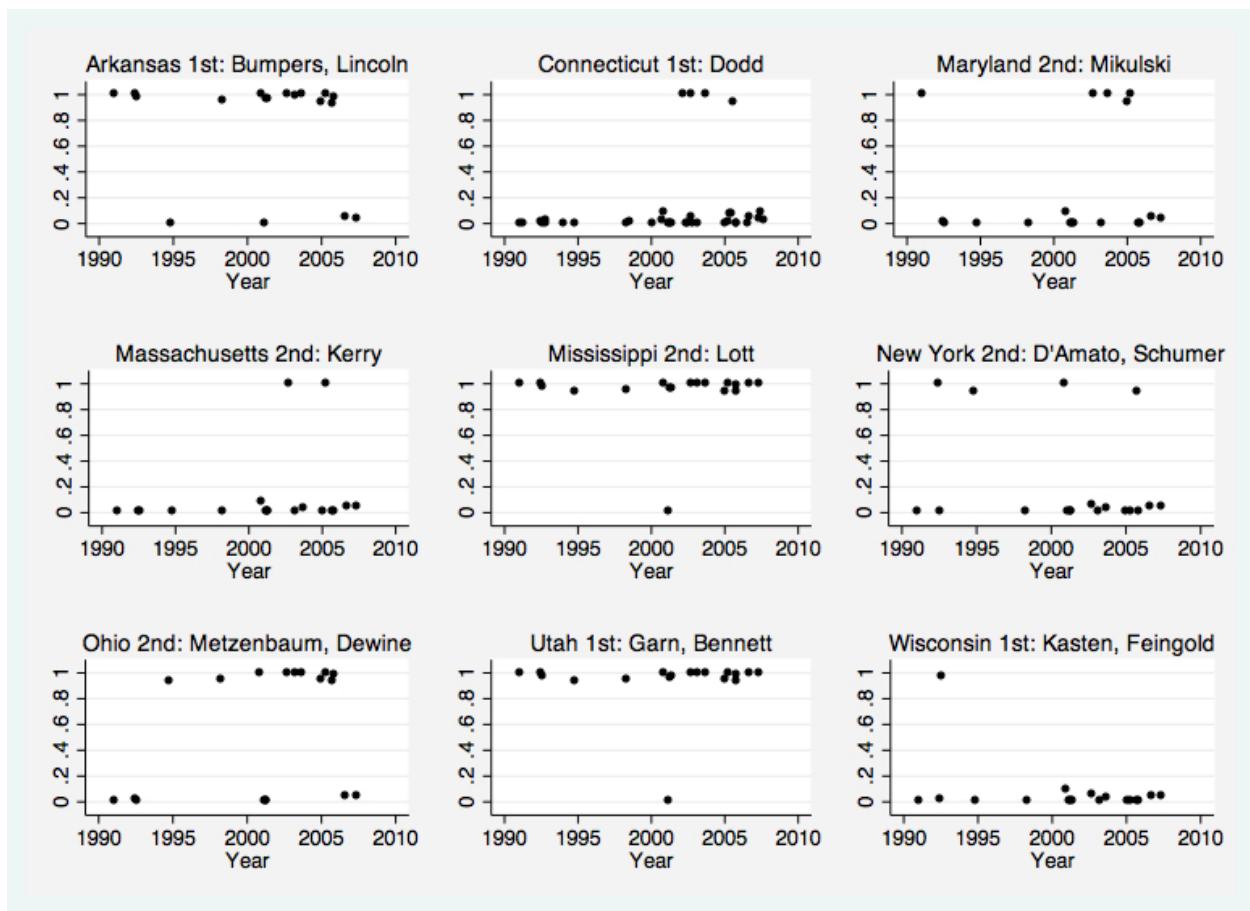 Arkansas 1st: Bumpers, Lincoln
0 .2 .4 .6 .8 1
1990 1995 2000 2005 2010
Year
Connecticut 1st: Dodd
0 .2 .4 .6 .8 1
1990 1995 2000 2005 2010
Year
Maryland 2nd: Mikulski
0 .2 .4 .6 .8 1
1990 1995 2000 2005 2010
Year
Massachusetts 2nd: Kerry
0 .2 .4 .6 .8 1
1990 1995 2000 2005 2010
Year
Mississippi 2nd: Lott
0 .2 .4 .6 .8 1
1990 1995 2000 2005 2010
Year
New York 2nd: D'Amato, Schumer
0 .2 .4 .6 .8 1
1990 1995 2000 2005 2010
Year
Ohio 2nd: Metzenbaum, Dewine
0 .2 .4 .6 .8 1
1990 1995 2000 2005 2010
Year
Utah 1st: Garn, Bennett
0 .2 .4 .6 .8 1
1990 1995 2000 2005 2010
Year
Wisconsin 1st: Kasten, Feingold
0 .2 .4 .6 .8 1
1990 1995 2000 2005 2010
Year